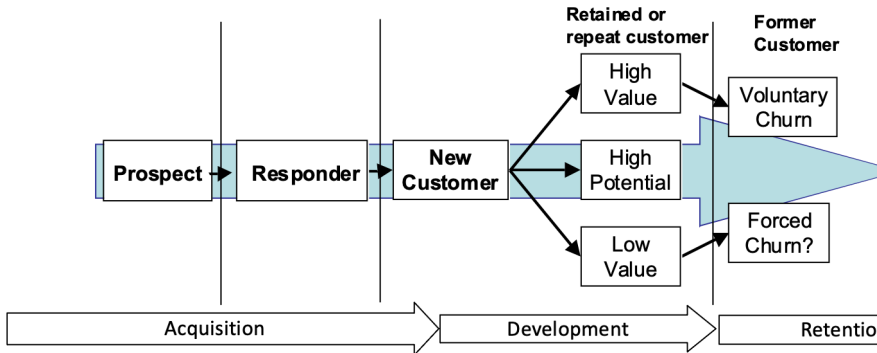 Retained or
repeat customer
Former
Customer
High
Value
Voluntary
Churn
Prospect
Responder
New
Customer
High
Potential
Low
Value
Forced
Churn?
Acquisition
Development
Retentio